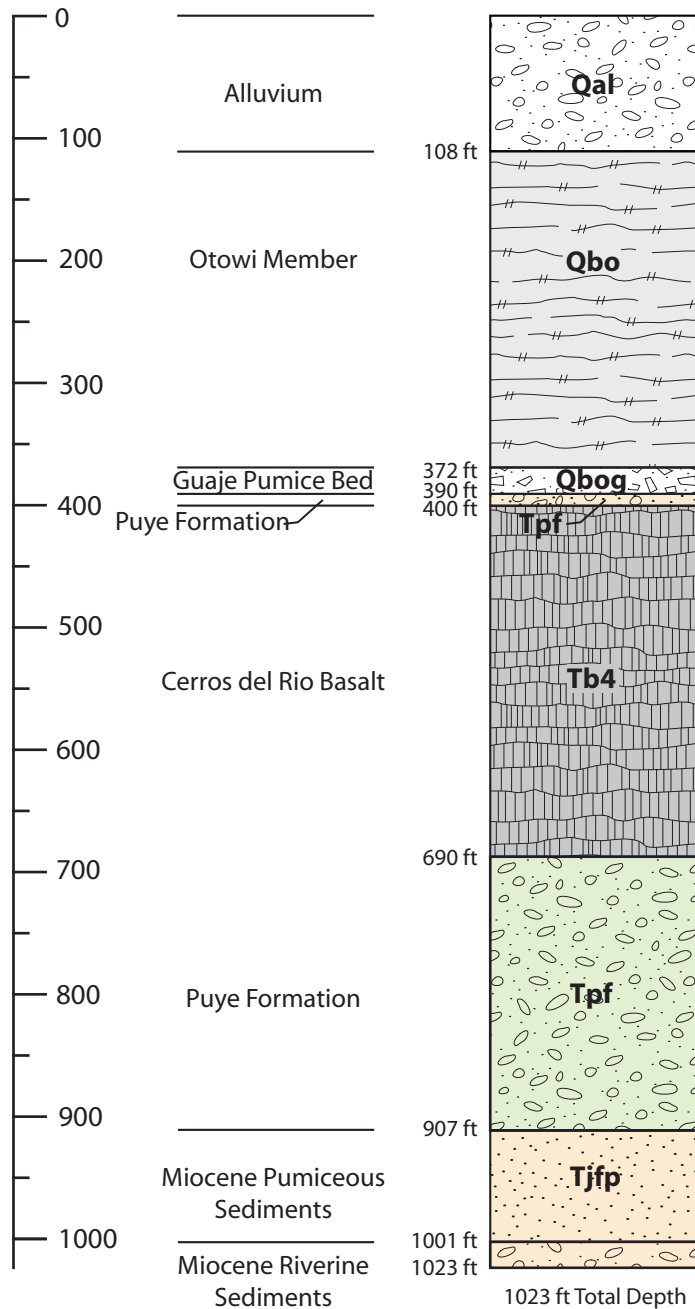 0
Alluvium
Qal
100
108 ft
200
Otowi Member
Qbo
300
372 ft
Guaje Pumice Bed
Qbog
390 ft
400
400 ft
Puye Formation
Tpf
500
Cerros del Rio Basalt
Tb4
600
690 ft
700
800
Puye Formation
Tpf
900
907 ft
Miocene Pumiceous
Sediments
Tjfp
1000
1001 ft
Miocene Riverine
Sediments
1023 ft
1023 ft Total Depth